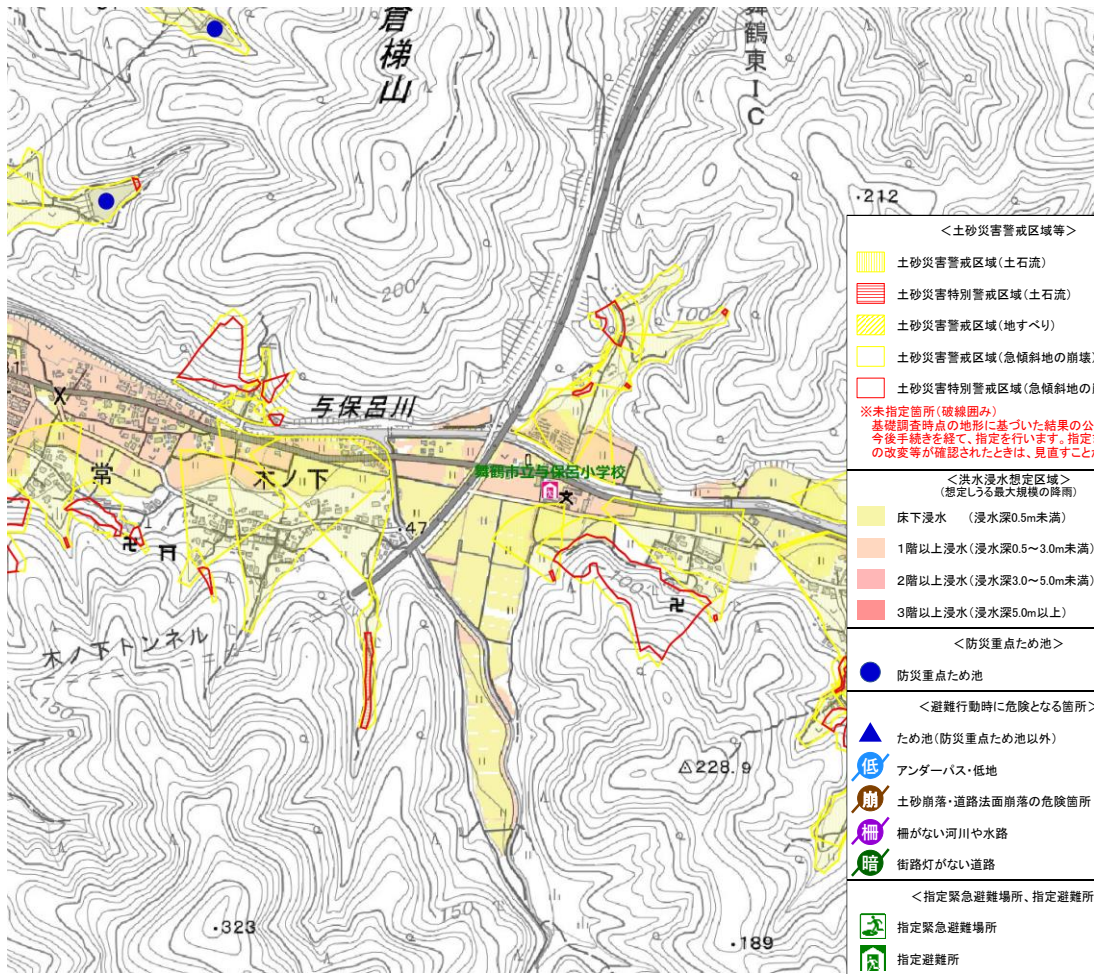 倉梯山
舞鶴東IC
・212
200
100
与保呂川
常
木ノ下
舞鶴市立与保呂小学校
文
・47
100
木ノ下トンネル
150
△228.9
・323
150
・189
<土砂災害警戒区域等>
土砂災害警戒区域(土石流)
土砂災害特別警戒区域(土石流)
土砂災害警戒区域(地すべり)
土砂災害警戒区域(急傾斜地の崩壊)
土砂災害特別警戒区域(急傾斜地の
※未指定箇所(破線囲み)
基礎調査時点の地形に基づいた結果の公
今後手続きを経て、指定を行います。指定
の改変等が確認されたときは、見直すこと
<洪水浸水想定区域>
(想定しうる最大規模の降雨)
床下浸水 (浸水深0.5m未満)
1階以上浸水(浸水深0.5~3.0m未満)
2階以上浸水(浸水深3.0~5.0m未満)
3階以上浸水(浸水深5.0m以上)
<防災重点ため池>
防災重点ため池
<避難行動時に危険となる箇所>
ため池(防災重点ため池以外)
低 アンダーパス・低地
崩 土砂崩落・道路法面崩落の危険箇所
柵 柵がない河川や水路
暗 街路灯がない道路
<指定緊急避難場所、指定避難所
指定緊急避難場所
指定避難所